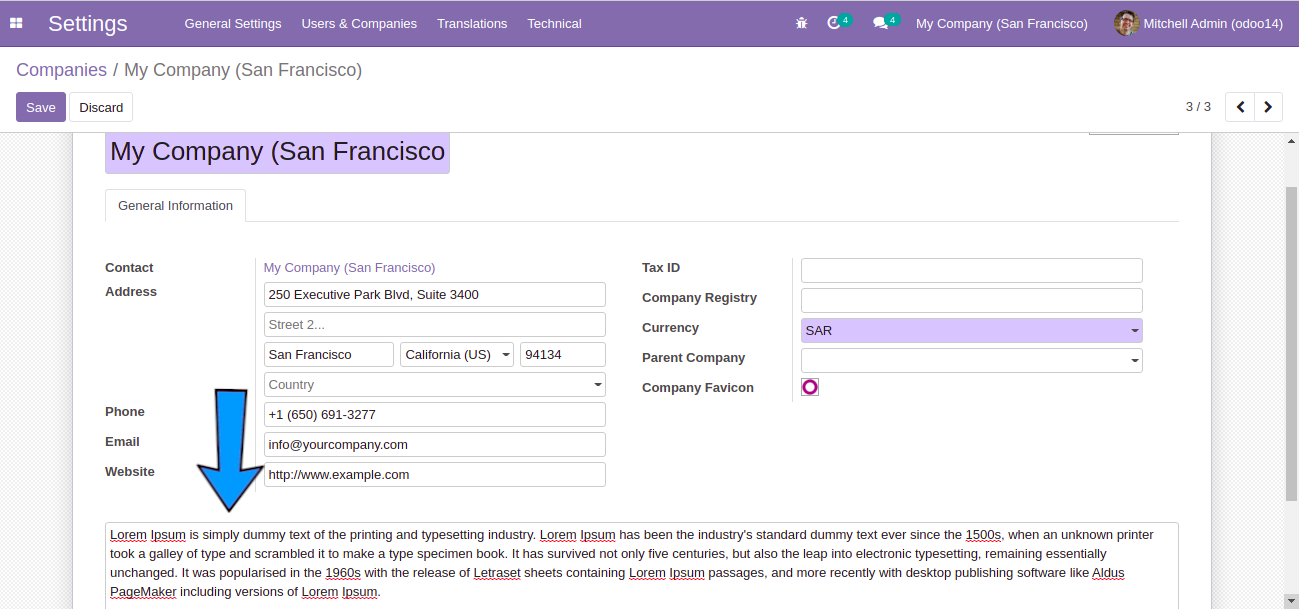 Settings General Settings Users & Companies Translations Technical 4 4 My Company (San Francisco) Mitchell Admin (odoo14)
Companies / My Company (San Francisco)
Save Discard 3 / 3
My Company (San Francisco
General Information
Contact My Company (San Francisco) Tax ID
Address 250 Executive Park Blvd, Suite 3400 Company Registry
Street 2... Currency SAR
San Francisco California (US) 94134 Parent Company
Country Company Favicon
Phone +1 (650) 691-3277
Email info@yourcompany.com
Website http://www.example.com
Lorem Ipsum is simply dummy text of the printing and typesetting industry. Lorem Ipsum has been the industry's standard dummy text ever since the 1500s, when an unknown printer
took a galley of type and scrambled it to make a type specimen book. It has survived not only five centuries, but also the leap into electronic typesetting, remaining essentially
unchanged. It was popularised in the 1960s with the release of Letraset sheets containing Lorem Ipsum passages, and more recently with desktop publishing software like Aldus
PageMaker including versions of Lorem Ipsum.